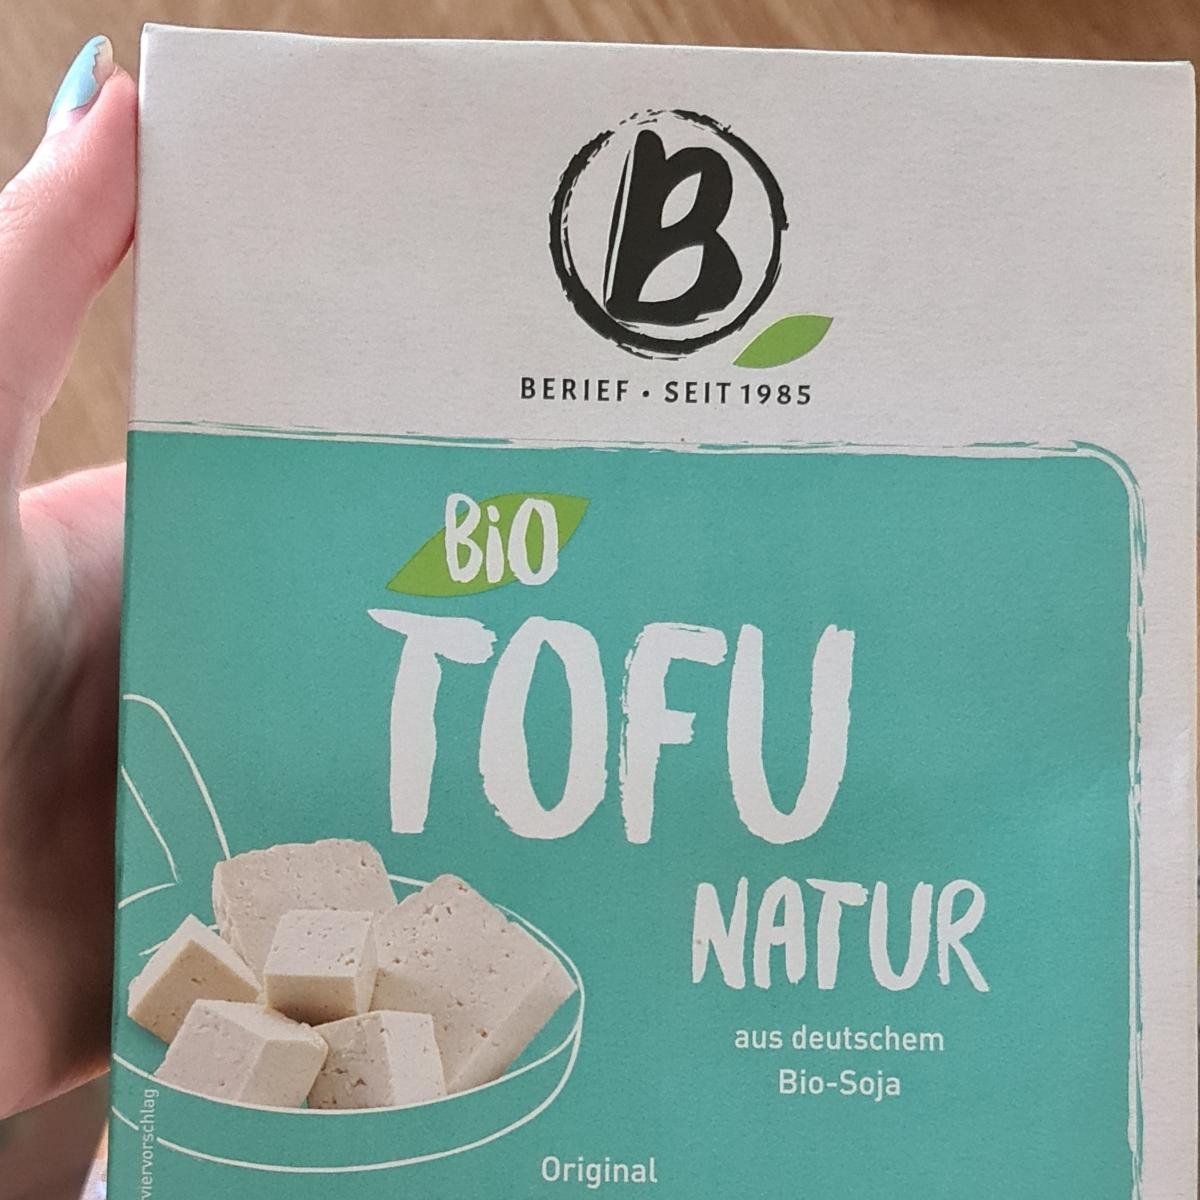 B
BERIEF • SEIT 1985
BiO
TOFU
NATUR
aus deutschem
Bio-Soja
Original